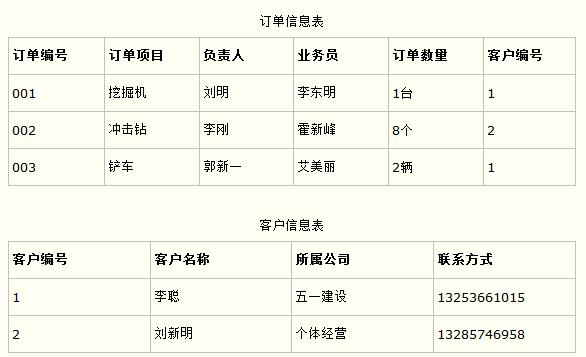 订单信息表
订单编号 订单项目 负责人 业务员 订单数量 客户编号
001 挖掘机 刘明 李东明 1台 1
002 冲击钻 李刚 霍新峰 8个 2
003 铲车 郭新一 艾美丽 2辆 1
客户信息表
客户编号 客户名称 所属公司 联系方式
1 李聪 五一建设 13253661015
2 刘新明 个体经营 13285746958